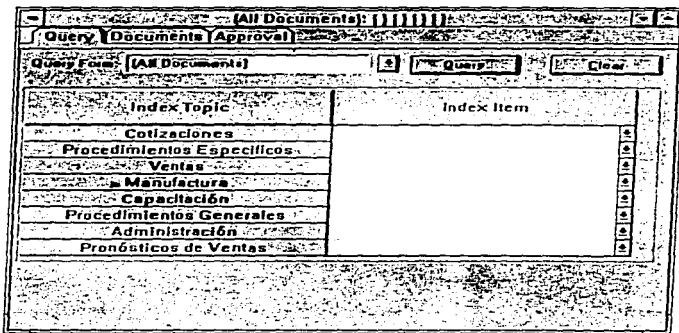 (All Documents): [ ] [ ] [ ] [ ]
Query Documents Approval
Query Form: [All Documents] Query Clear
Index Topic Index Item
Cotizaciones
Procedimientos Especificos
Ventas
Manufactura
Capacitación
Procedimientos Generales
Administración
Pronósticos de Ventas